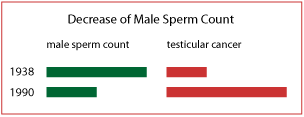 Decrease of Male Sperm Count
male sperm count testicular cancer
1938
1990